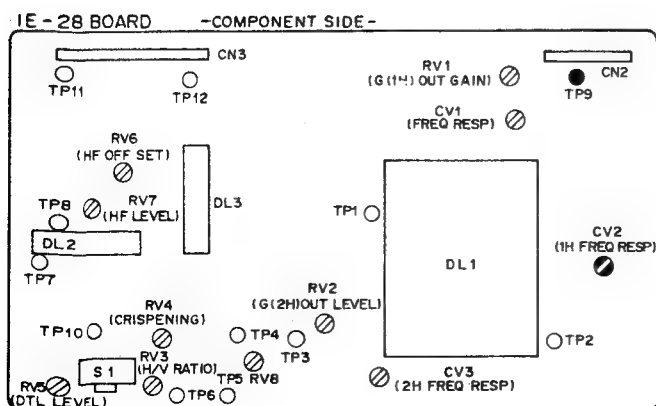 IE-28 BOARD -COMPONENT SIDE-
CN3
TP11
TP12
RV1
(G(1H) OUT GAIN)
CN2
TP9
CV1
(FREQ RESP)
RV6
(HF OFF SET)
RV7
(HF LEVEL)
TP8
DL2
TP7
DL3
TP1
DL1
CV2
(1H FREQ RESP)
RV2
(G(2H)OUT LEVEL)
RV4
(CRISPENING)
TP10
TP4
TP3
TP2
S1
RV3
(H/V RATIO)
RV5
(DTL LEVEL)
TP6
TP5
RV8
CV3
(2H FREQ RESP)